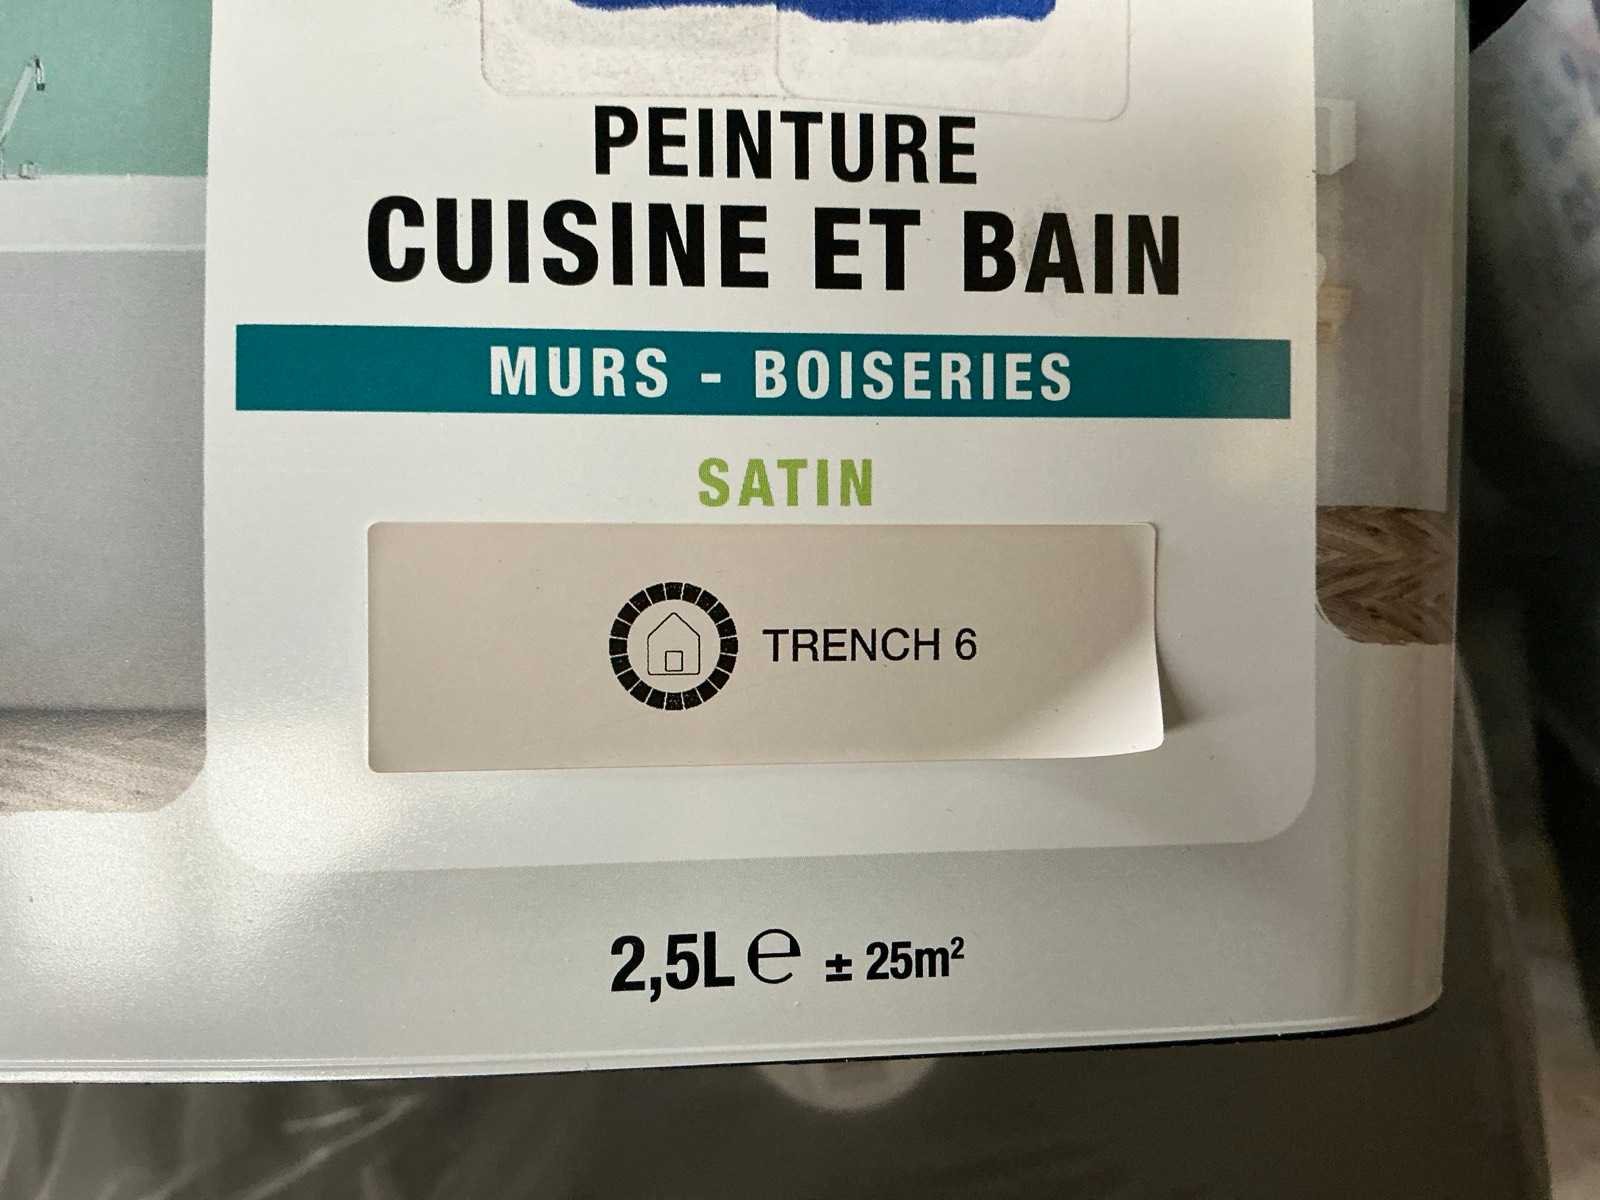 PEINTURE
CUISINE ET BAIN
MURS - BOISERIES
SATIN
TRENCH 6
2,5L e ± 25m²